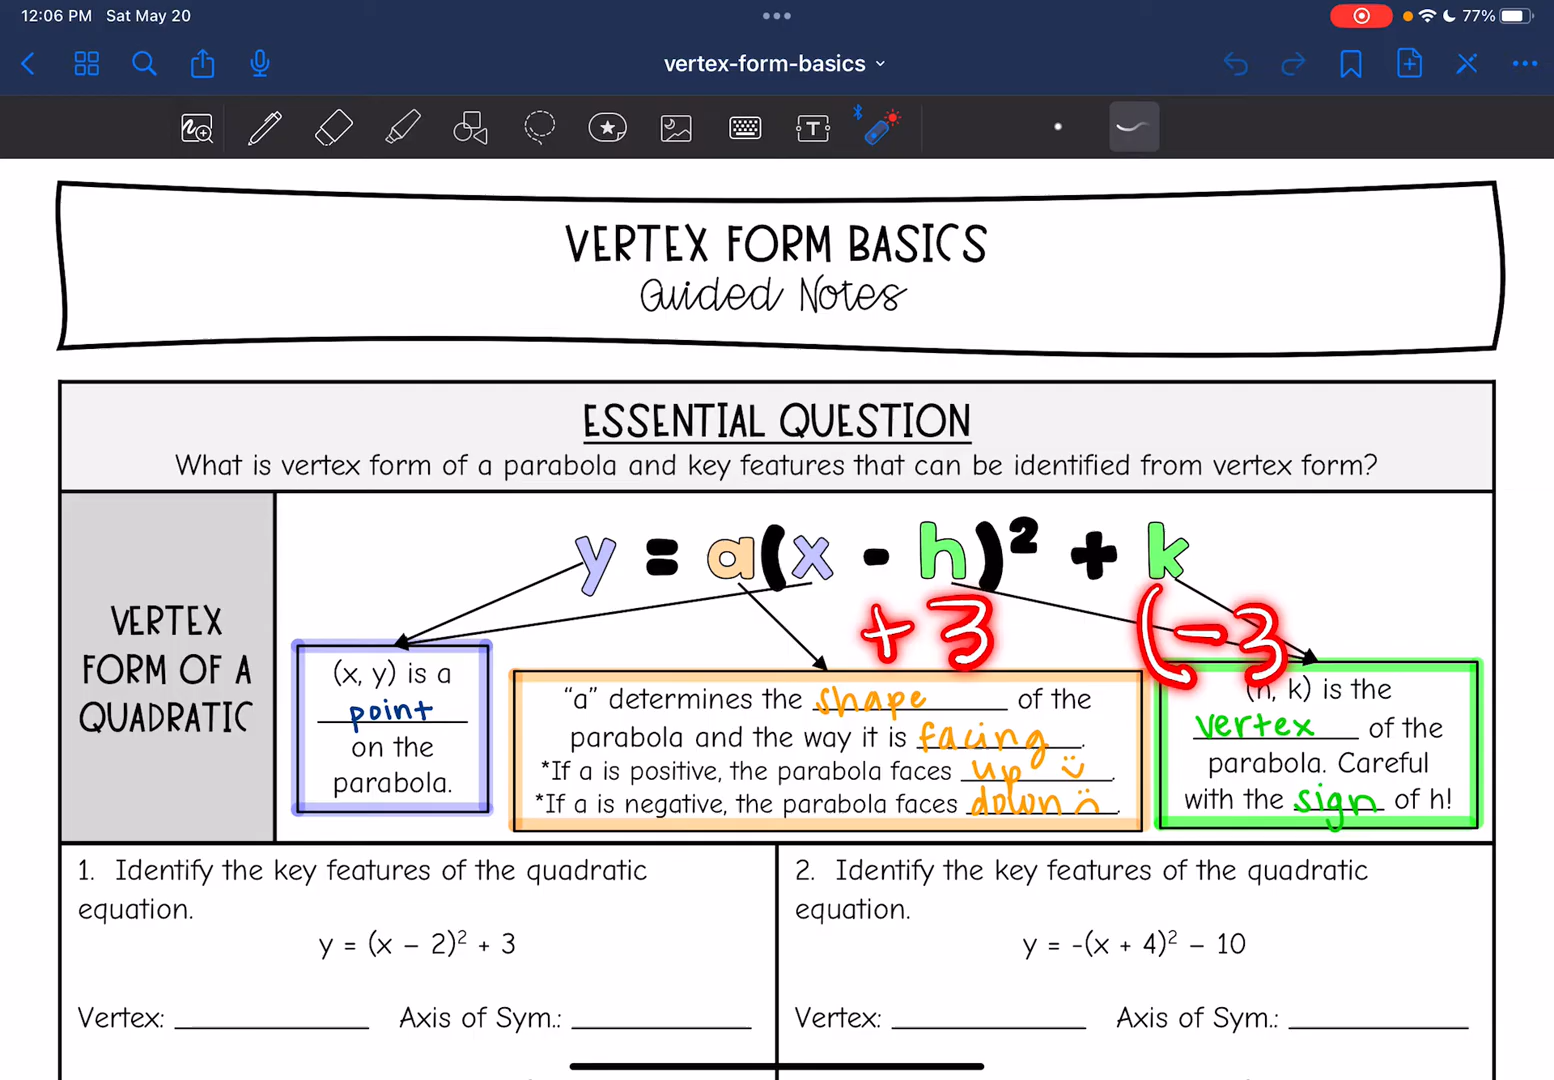 12:06 PM Sat May 20
77%
vertex-form-basics
T
VERTEX FORM BASICS
Guided Notes
ESSENTIAL QUESTION
What is vertex form of a parabola and key features that can be identified from vertex form?
VERTEX
FORM OF A
QUADRATIC
y = a(x - h)² + k
+ 3
(-3
(x, y) is a
point
on the
parabola.
“a” determines the shape of the
parabola and the way it is facing.
*If a is positive, the parabola faces up.
*If a is negative, the parabola faces down.
(h, k) is the
vertex of the
parabola. Careful
with the sign of h!
1. Identify the key features of the quadratic
equation.
y = (x – 2)² + 3
Vertex: ____ Axis of Sym.: ____
2. Identify the key features of the quadratic
equation.
y = -(x + 4)² – 10
Vertex: ____ Axis of Sym.: ____